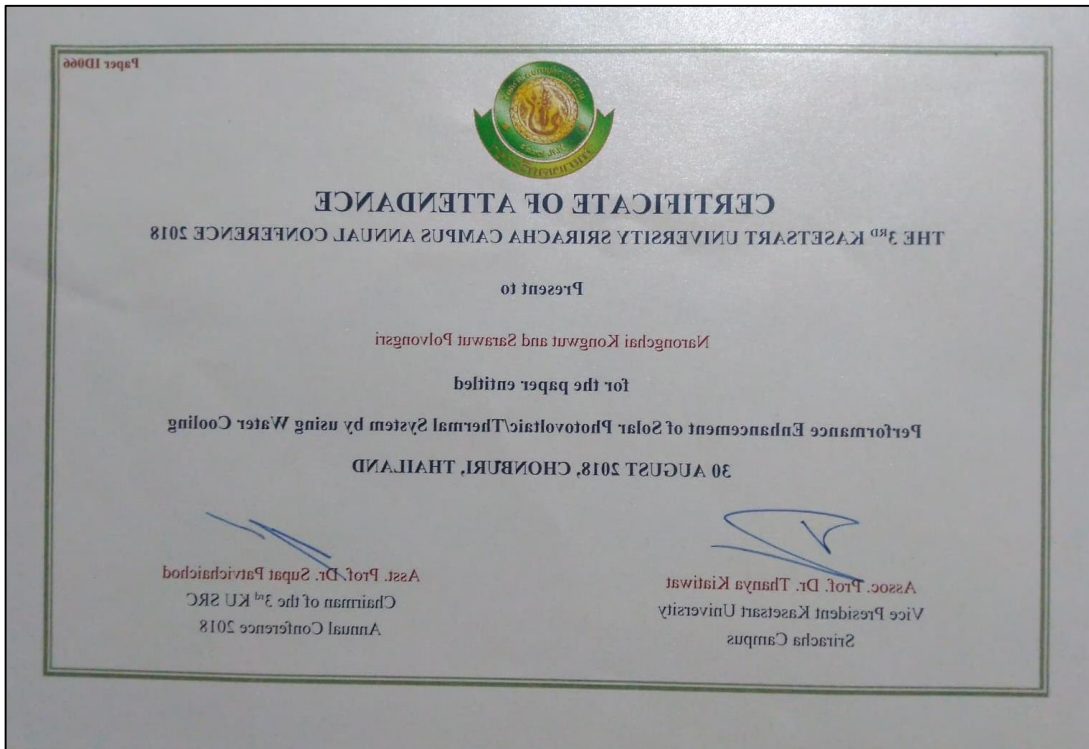 Paper ID066
CERTIFICATE OF ATTENDANCE
THE 3RD KASETSART UNIVERSITY SRIRACHA CAMPUS ANNUAL CONFERENCE 2018
Present to
Narongchai Kongwut and Sarawut Polvongsri
for the paper entitled
Performance Enhancement of Solar Photovoltaic/Thermal System by using Water Cooling
30 AUGUST 2018, CHONBURI, THAILAND
Assoc. Prof. Dr. Thanya Kiatiwat
Vice President Kasetsart University
Sriracha Campus
Asst. Prof. Dr. Supat Patvichaichod
Chairman of the 3rd KU SRC
Annual Conference 2018